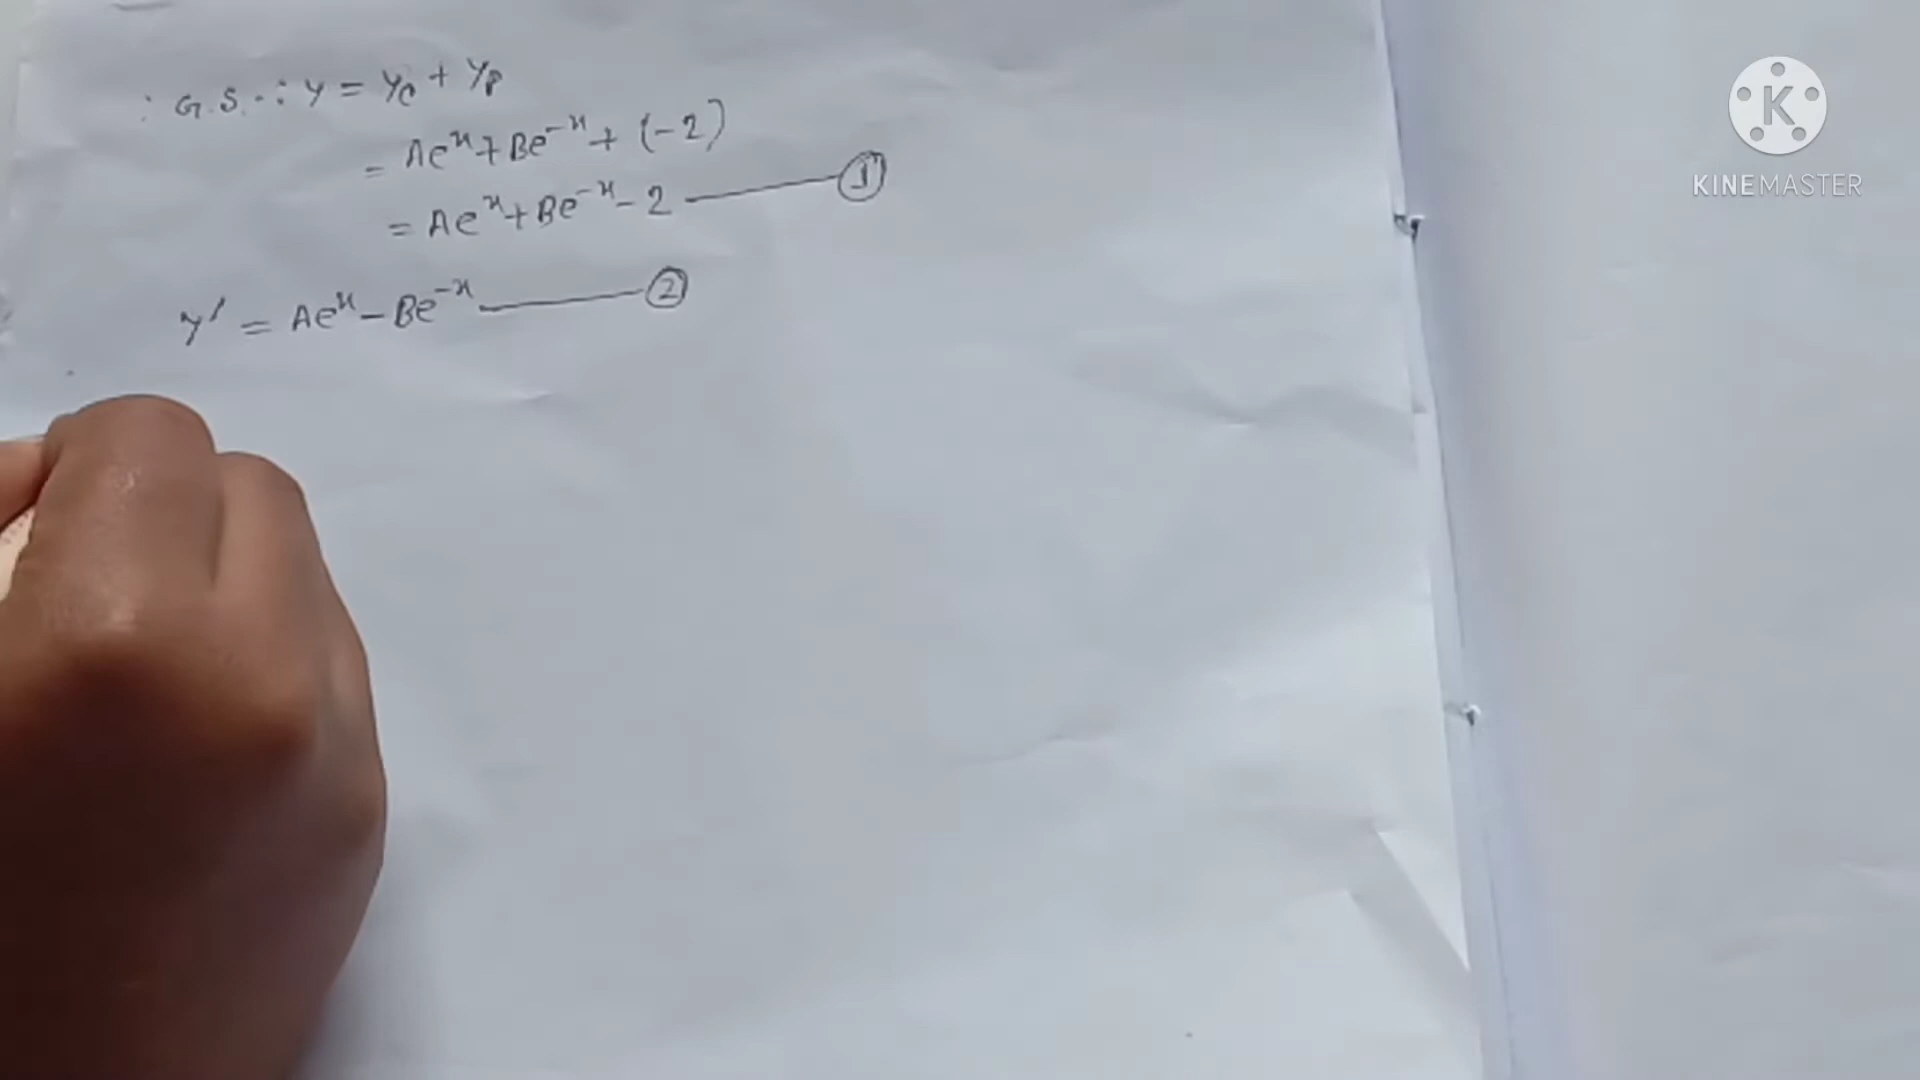 : G.S. : y = yc + yp
= Ae^x + Be^-x + (-2)
= Ae^x + Be^-x - 2 —— ①
y' = Ae^x - Be^-x —— ②
K
KINEMASTER